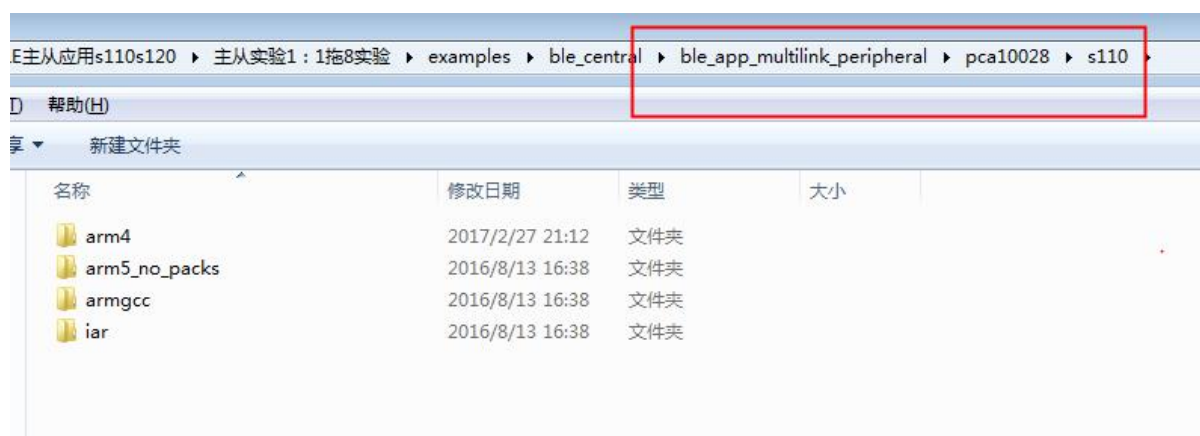 .E主从应用s110s120 ▸ 主从实验1：1拖8实验 ▸ examples ▸ ble_central ▸ ble_app_multilink_peripheral ▸ pca10028 ▸ s110 ▸
T) 帮助(H)
享 ▾ 新建文件夹
名称 修改日期 类型 大小
arm4 2017/2/27 21:12 文件夹
arm5_no_packs 2016/8/13 16:38 文件夹
armgcc 2016/8/13 16:38 文件夹
iar 2016/8/13 16:38 文件夹